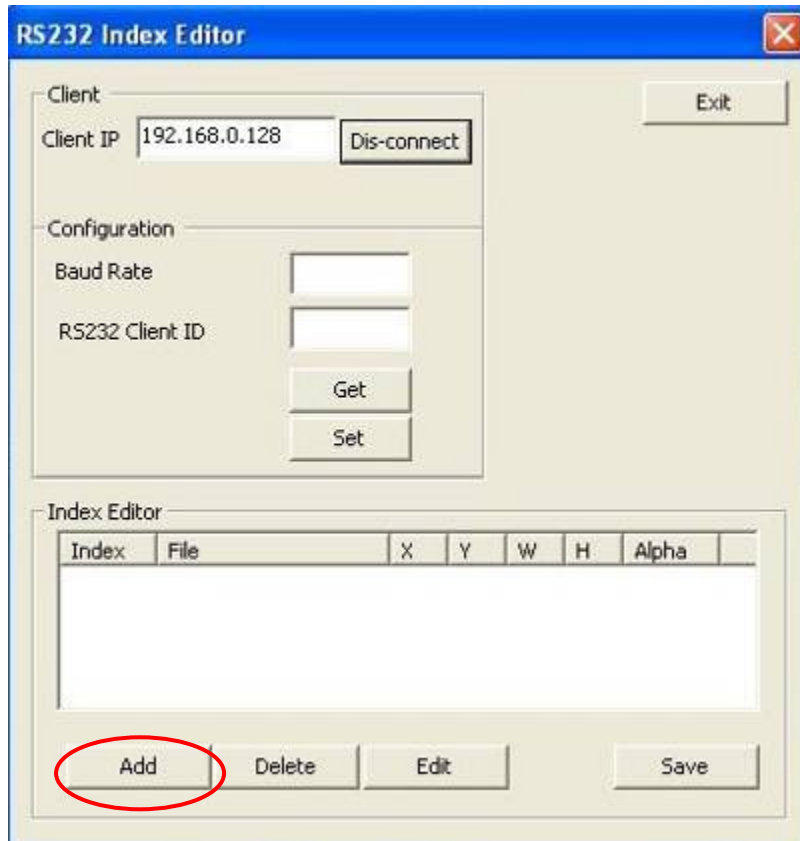 RS232 Index Editor
Client
Exit
Client IP 192.168.0.128 Dis-connect
Configuration
Baud Rate
RS232 Client ID
Get
Set
Index Editor
Index File X Y W H Alpha
Add Delete Edit Save